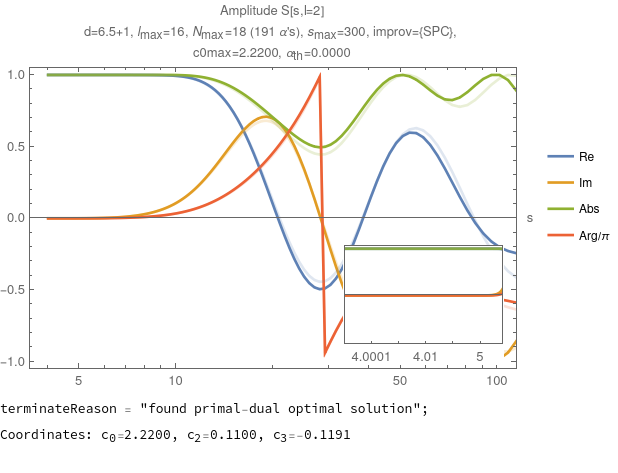 Amplitude S[s,l=2]
d=6.5+1, lmax=16, Nmax=18 (191 α's), smax=300, improv={SPC},
c0max=2.2200, αth=0.0000
1.0
0.5
0.0
-0.5
-1.0
5
10
50
100
s
4.0001
4.01
5
Re
Im
Abs
Arg/π
terminateReason = "found primal-dual optimal solution";
Coordinates: c0=2.2200, c2=0.1100, c3=-0.1191